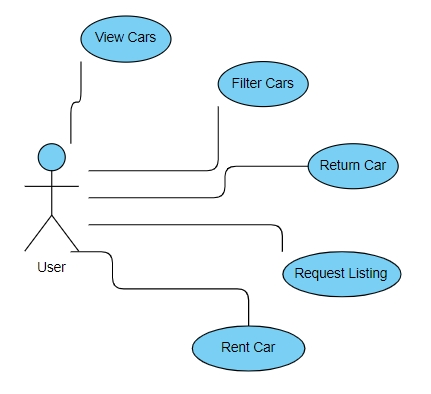 View Cars
Filter Cars
Return Car
User
Request Listing
Rent Car